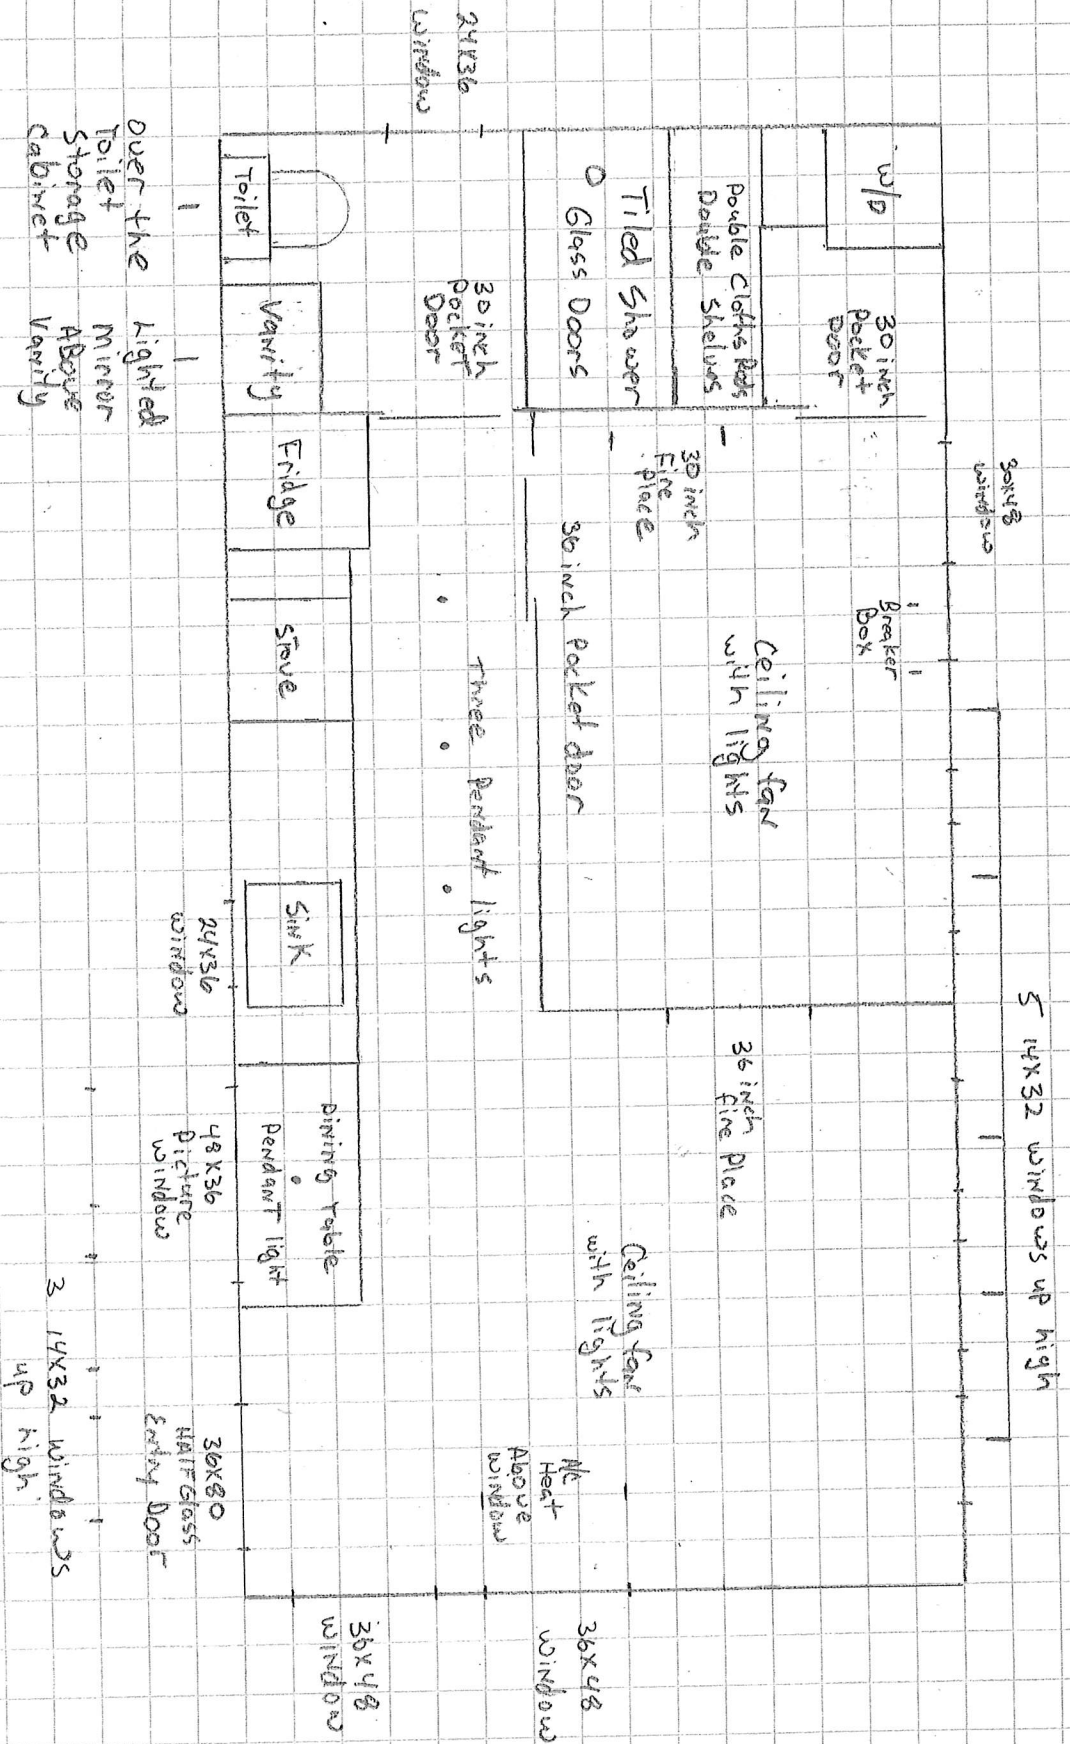 24x36
window
W/D
30 inch
Pocket
Door
Double Cloths Rods
Double Shelves
Tiled Shower
O Glass Doors
30 inch
Pocket
Door
Toilet
Vanity
Over the
Toilet
Storage
Cabinet
Lighted
Mirror
Above
Vanity
30x48
window
Breaker
Box
30 inch
Fire
place
Ceiling fan
with lights
36 inch Pocket door
Three pendant lights
Fridge
Stove
Sink
24x36
window
5 14x32 windows up high
36 inch
fire place
Ceiling fan
with lights
Dining table
Pendant light
48x36
Picture
window
A/C
Heat
Above
window
36x80
Half Glass
Entry Door
3 14x32 windows
up high
36x48
window
36x48
window